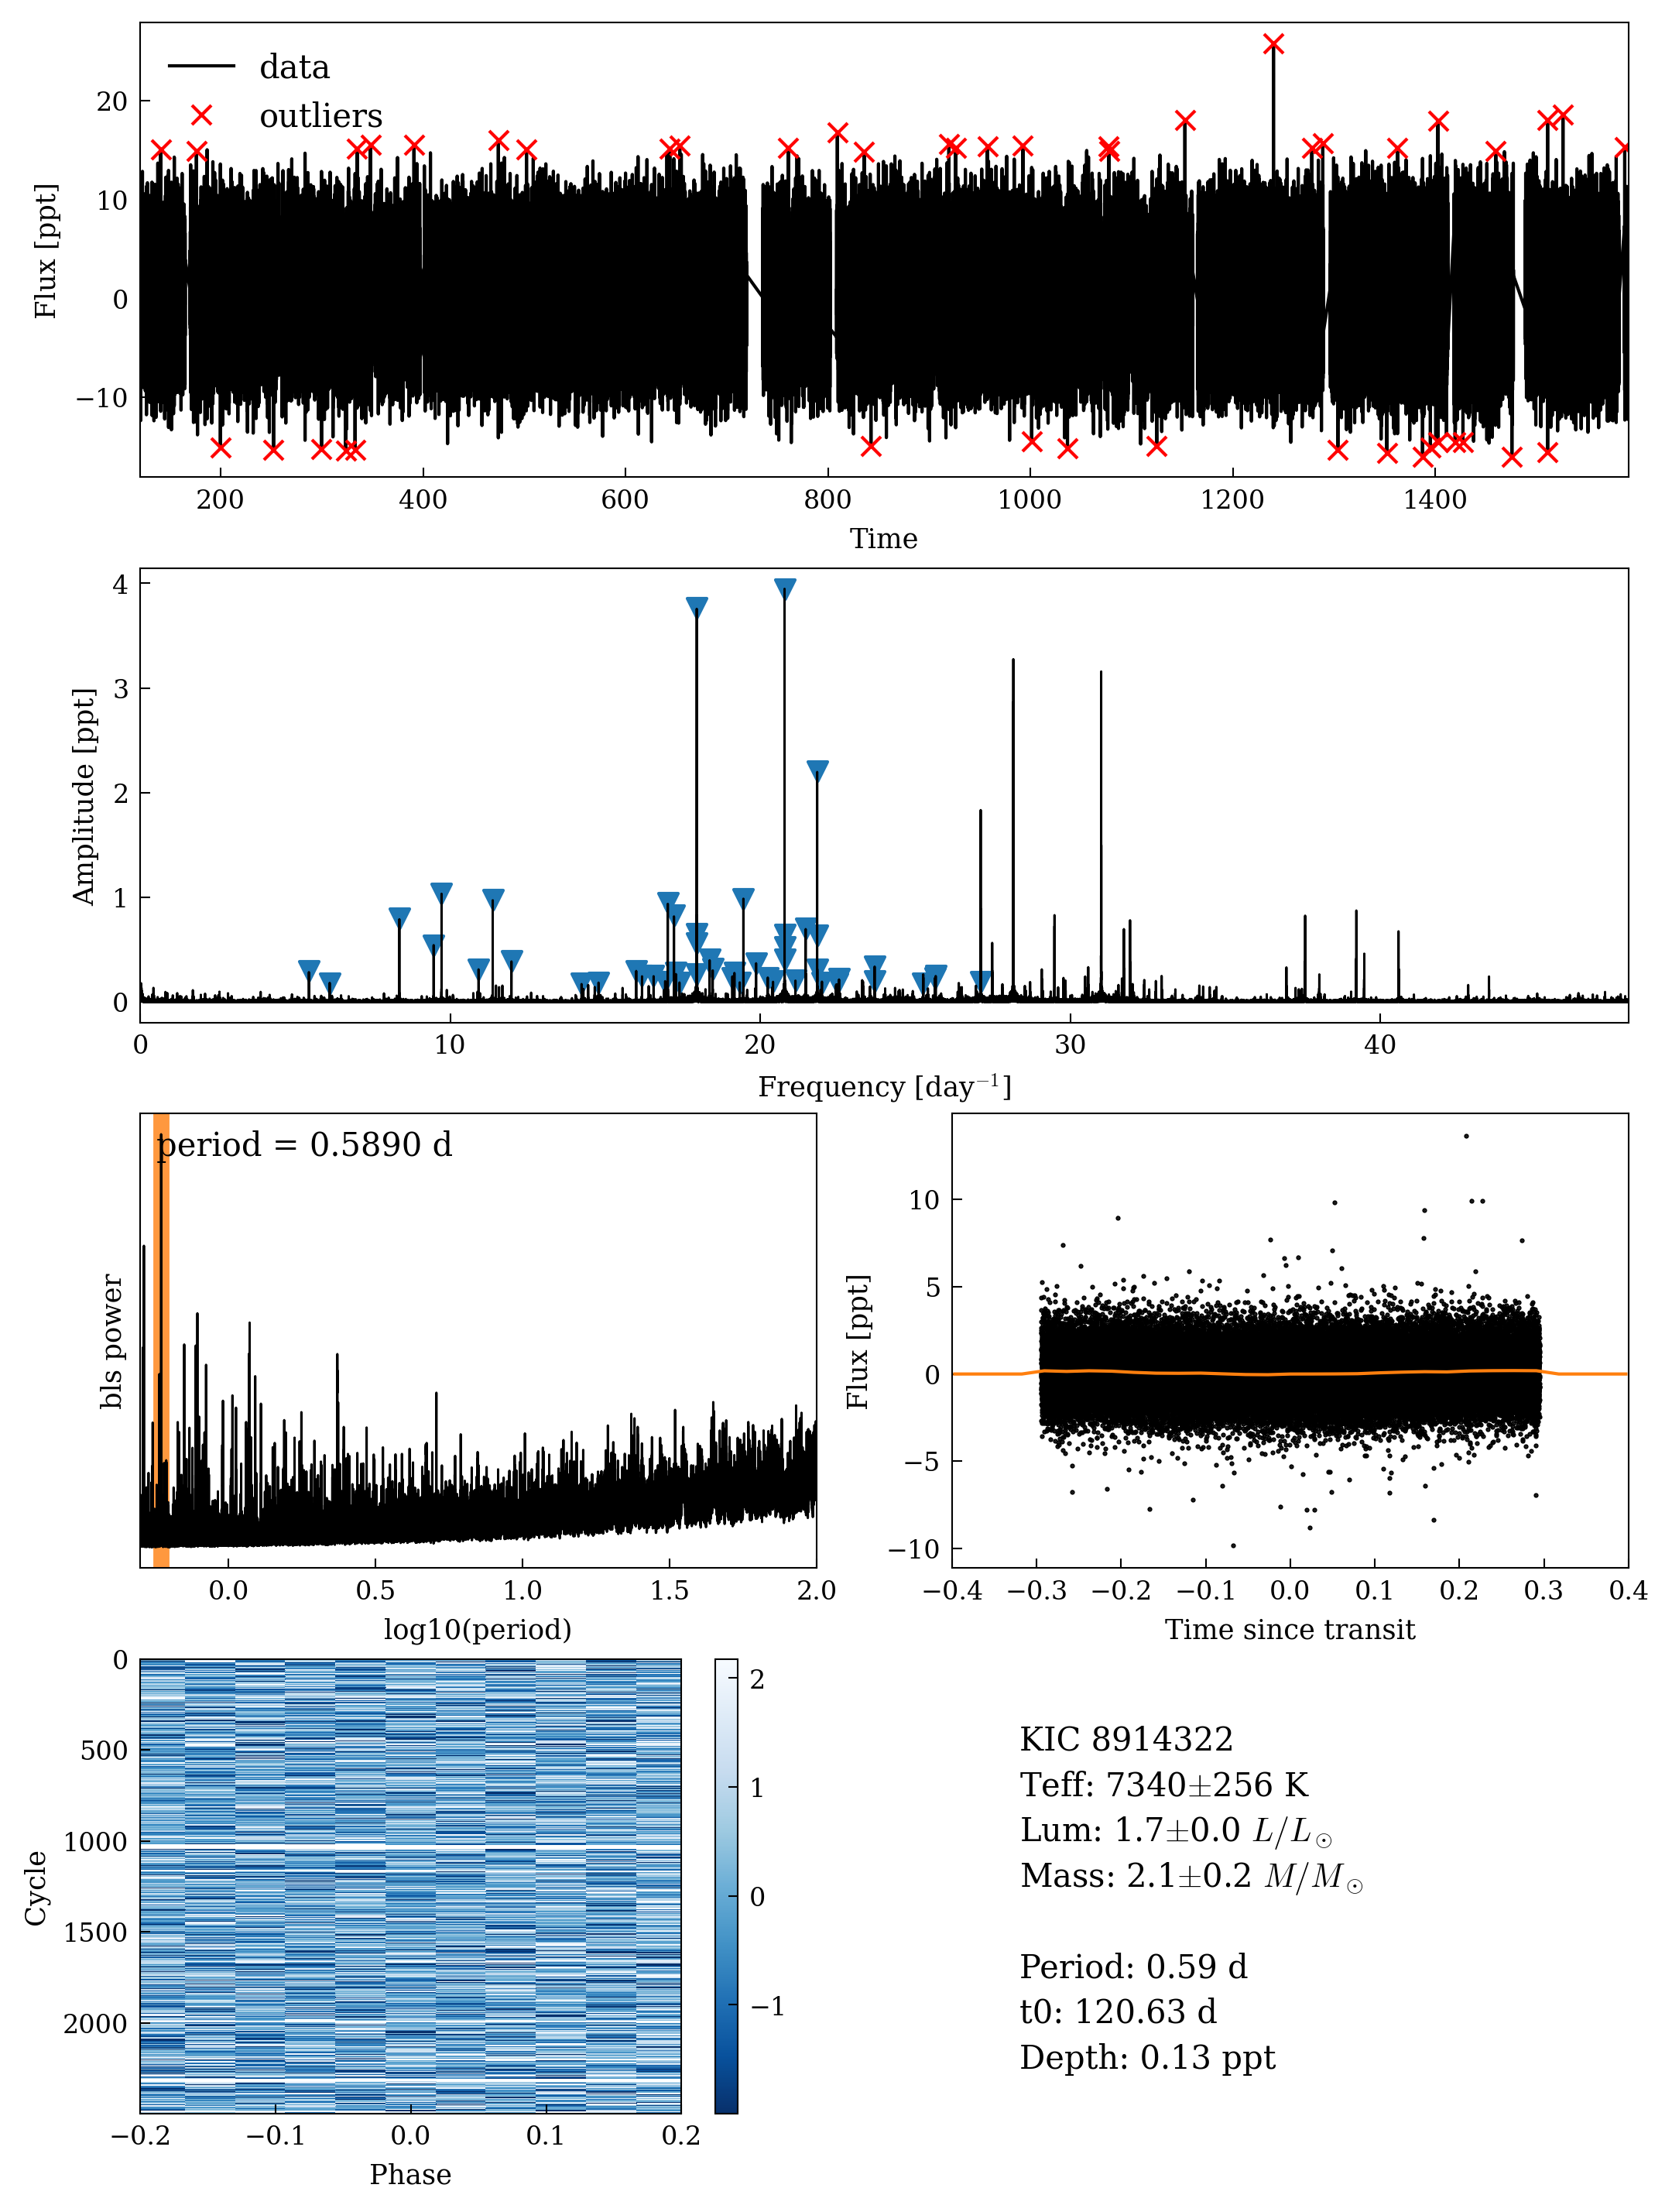 data
outliers
20
10
0
−10
Flux [ppt]
200 400 600 800 1000 1200 1400
Time
4
3
2
1
0
Amplitude [ppt]
0 10 20 30 40
Frequency [day⁻¹]
period = 0.5890 d
bls power
0.0 0.5 1.0 1.5 2.0
log10(period)
10
5
0
−5
−10
Flux [ppt]
−0.4 −0.3 −0.2 −0.1 0.0 0.1 0.2 0.3 0.4
Time since transit
0
500
1000
1500
2000
Cycle
−0.2 −0.1 0.0 0.1 0.2
Phase
2
1
0
−1
KIC 8914322
Teff: 7340±256 K
Lum: 1.7±0.0 L/L⊙
Mass: 2.1±0.2 M/M⊙
Period: 0.59 d
t0: 120.63 d
Depth: 0.13 ppt